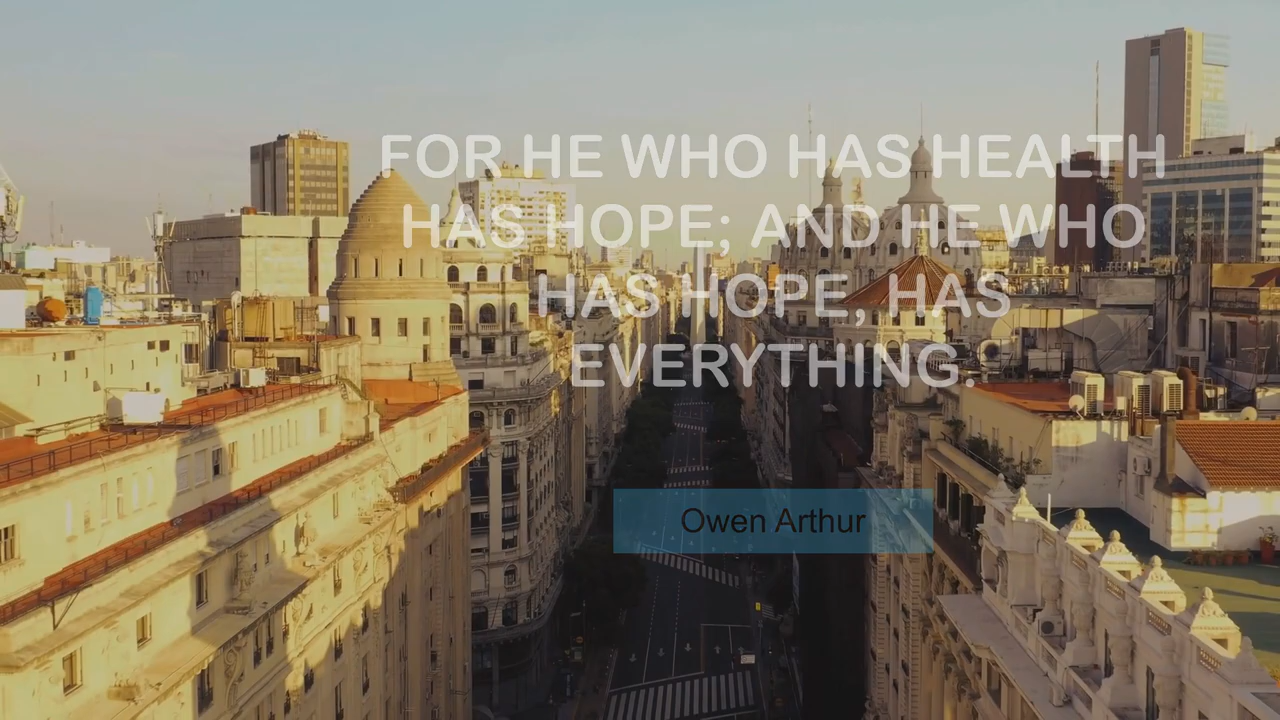 FOR HE WHO HAS HEALTH
HAS HOPE; AND HE WHO
HAS HOPE, HAS
EVERYTHING.
Owen Arthur